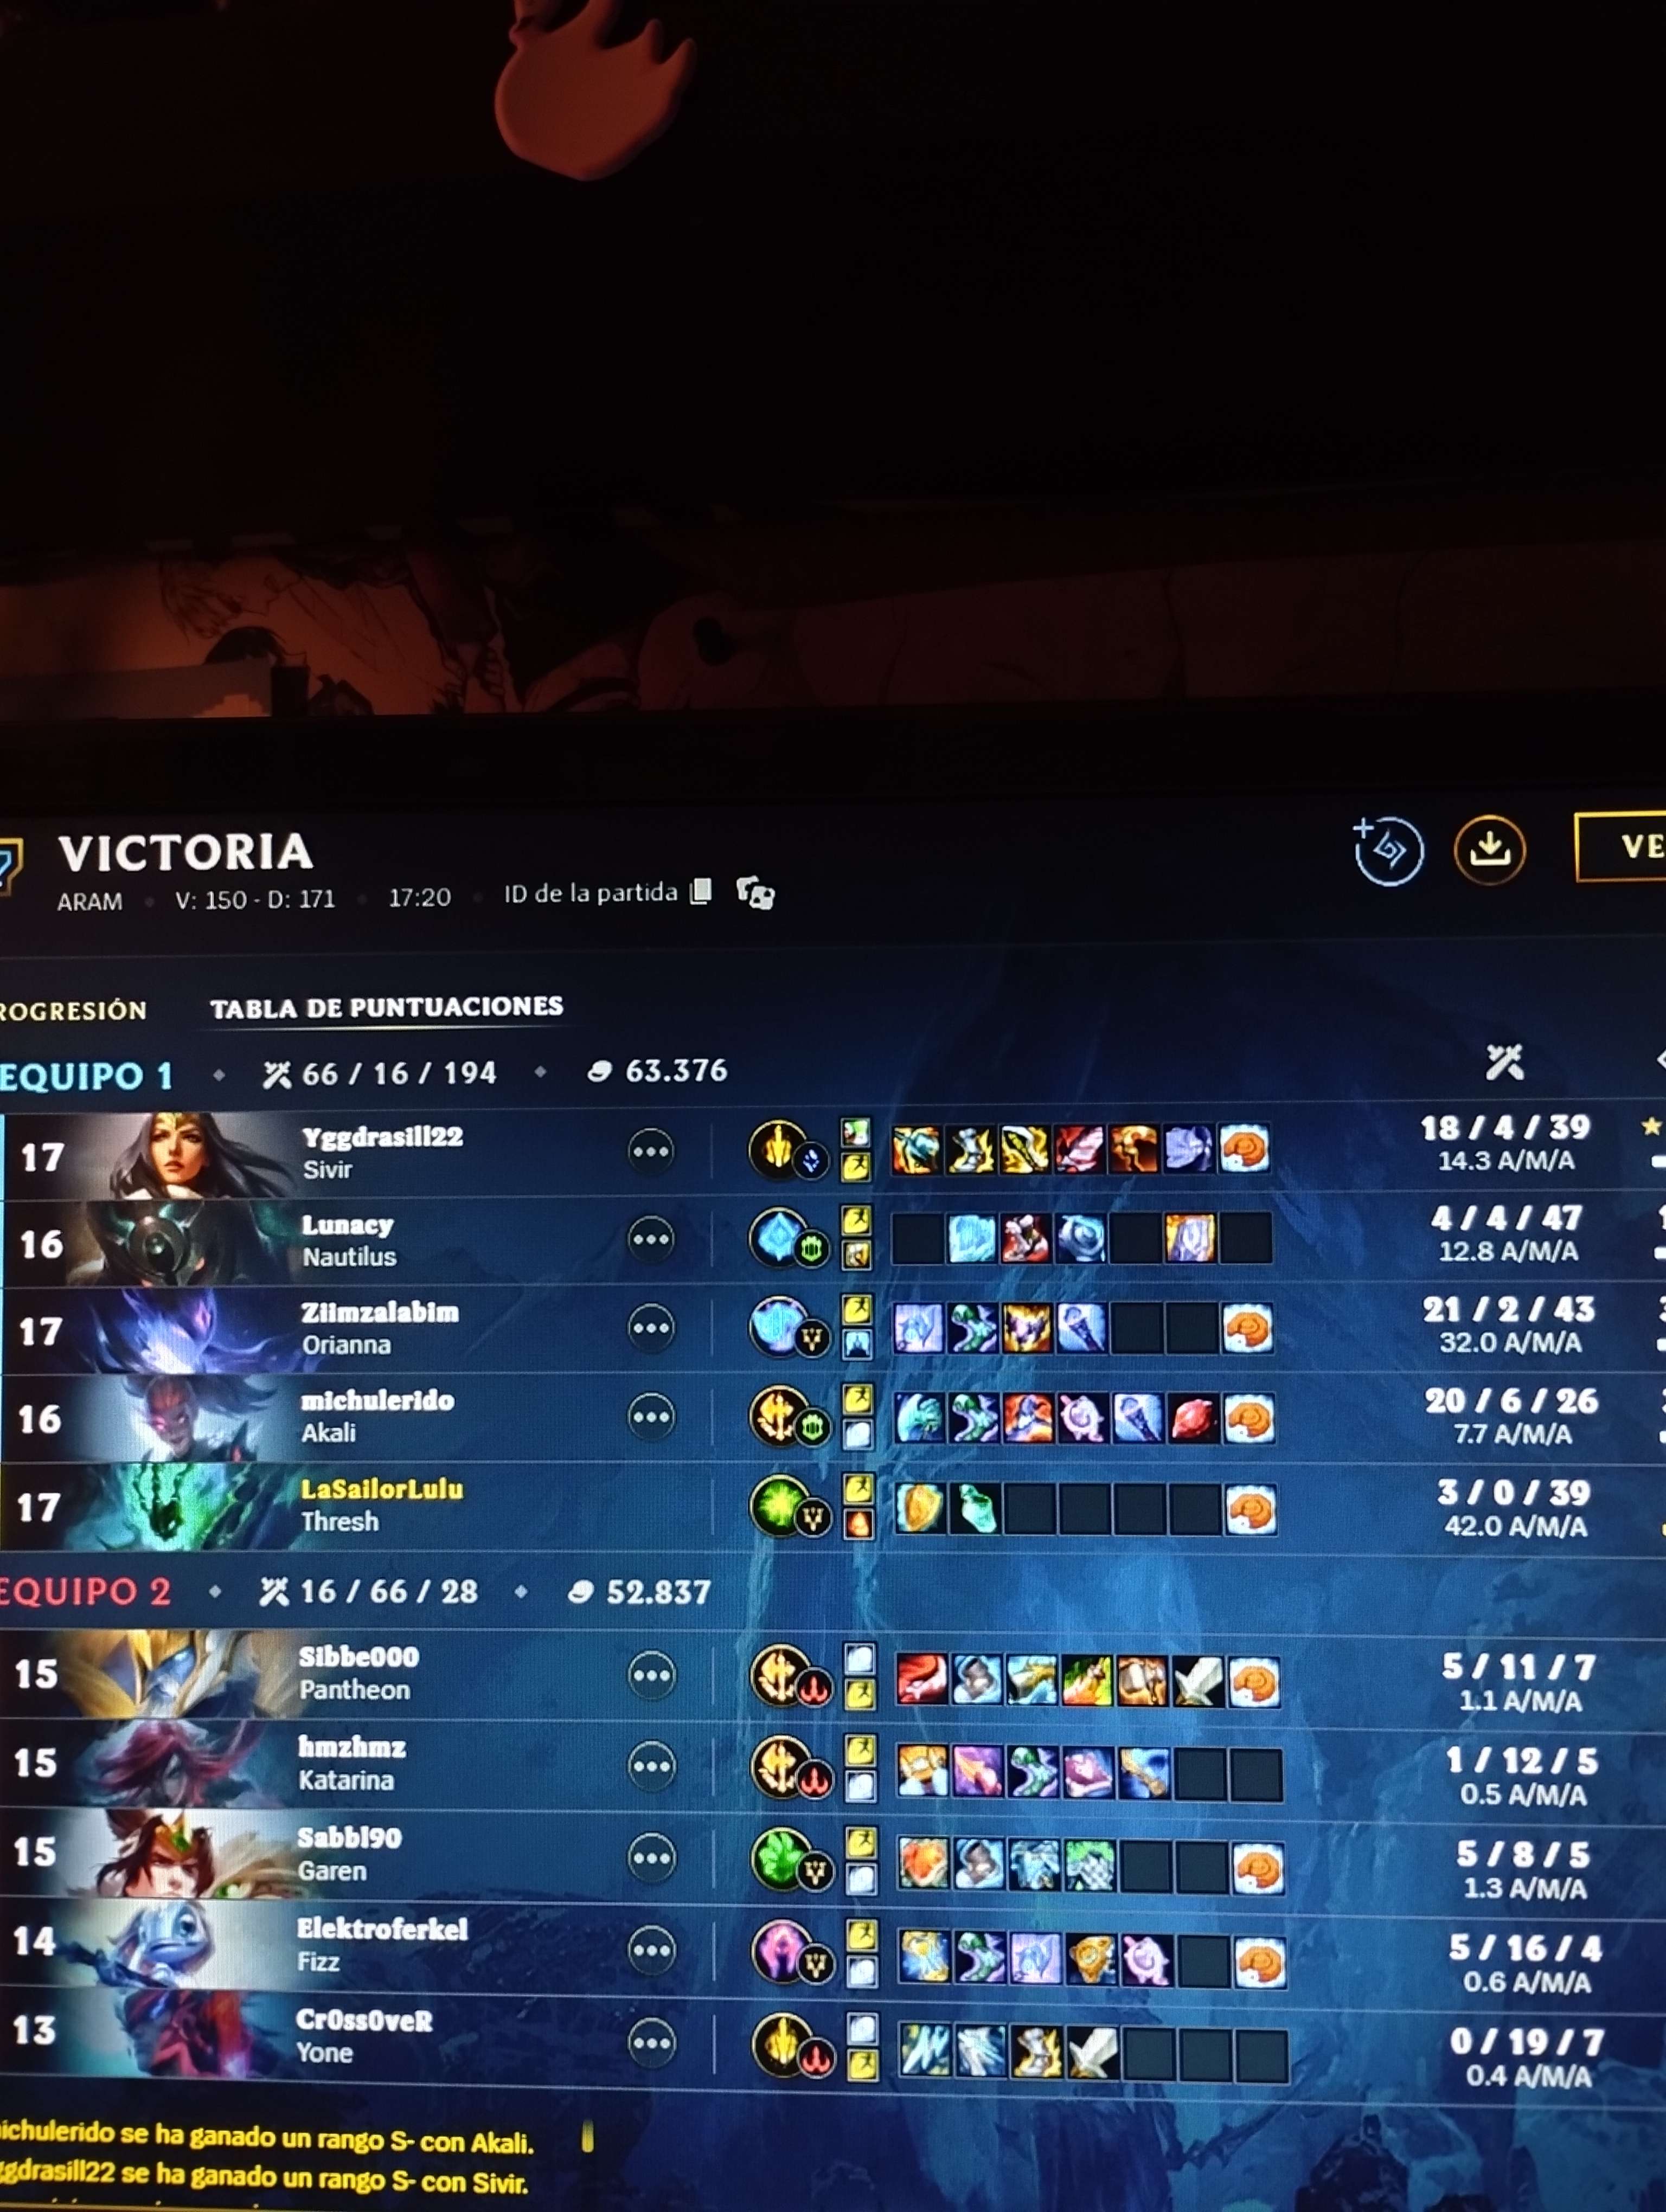 VICTORIA
VE
ARAM • V: 150 - D: 171 • 17:20 • ID de la partida
ROGRESIÓN TABLA DE PUNTUACIONES
EQUIPO 1 66 / 16 / 194 63.376
17 Yggdrasill22 18 / 4 / 39
Sivir 14.3 A/M/A
16 Lunacy 4 / 4 / 47
Nautilus 12.8 A/M/A
17 Ziimzalabim 21 / 2 / 43
Orianna 32.0 A/M/A
16 michulerido 20 / 6 / 26
Akali 7.7 A/M/A
17 LaSailorLulu 3 / 0 / 39
Thresh 42.0 A/M/A
EQUIPO 2 16 / 66 / 28 52.837
15 Sibbe000 5 / 11 / 7
Pantheon 1.1 A/M/A
15 hmzhmz 1 / 12 / 5
Katarina 0.5 A/M/A
15 Sabbl90 5 / 8 / 5
Garen 1.3 A/M/A
14 Elektroferkel 5 / 16 / 4
Fizz 0.6 A/M/A
13 Cr0ss0veR 0 / 19 / 7
Yone 0.4 A/M/A
ichulerido se ha ganado un rango S- con Akali.
ggdrasill22 se ha ganado un rango S- con Sivir.